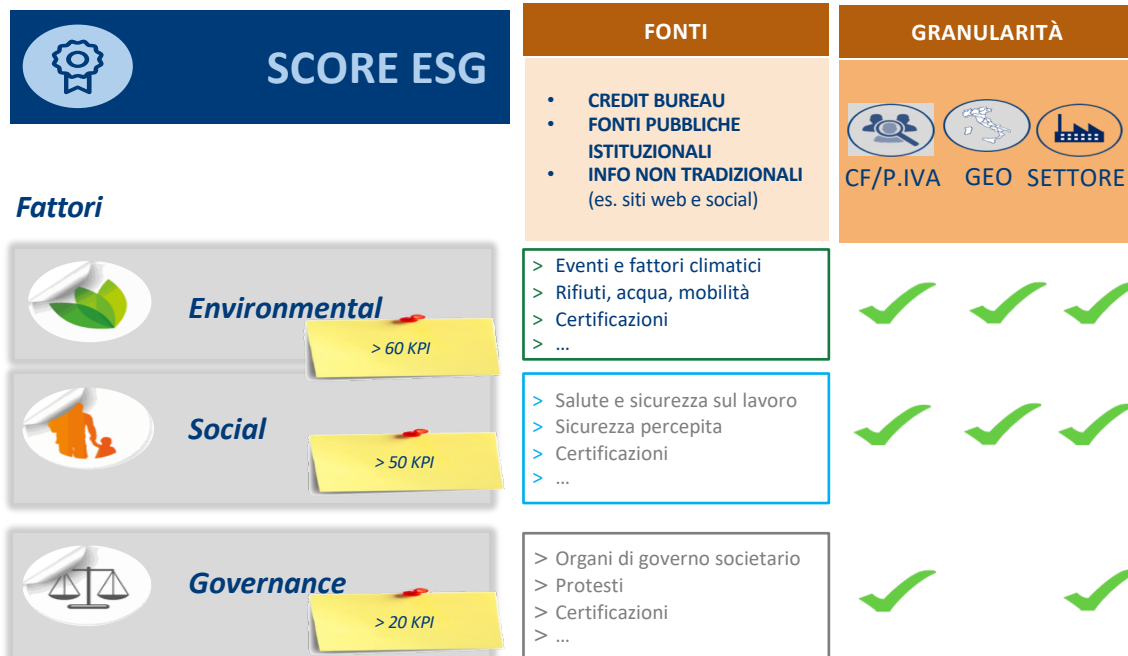 SCORE ESG
FONTI
GRANULARITÀ
• CREDIT BUREAU
• FONTI PUBBLICHE
ISTITUZIONALI
• INFO NON TRADIZIONALI
(es. siti web e social)
CF/P.IVA GEO SETTORE
Fattori
Environmental
> 60 KPI
> Eventi e fattori climatici
> Rifiuti, acqua, mobilità
> Certificazioni
> ...
Social
> 50 KPI
> Salute e sicurezza sul lavoro
> Sicurezza percepita
> Certificazioni
> ...
Governance
> 20 KPI
> Organi di governo societario
> Protesti
> Certificazioni
> ...